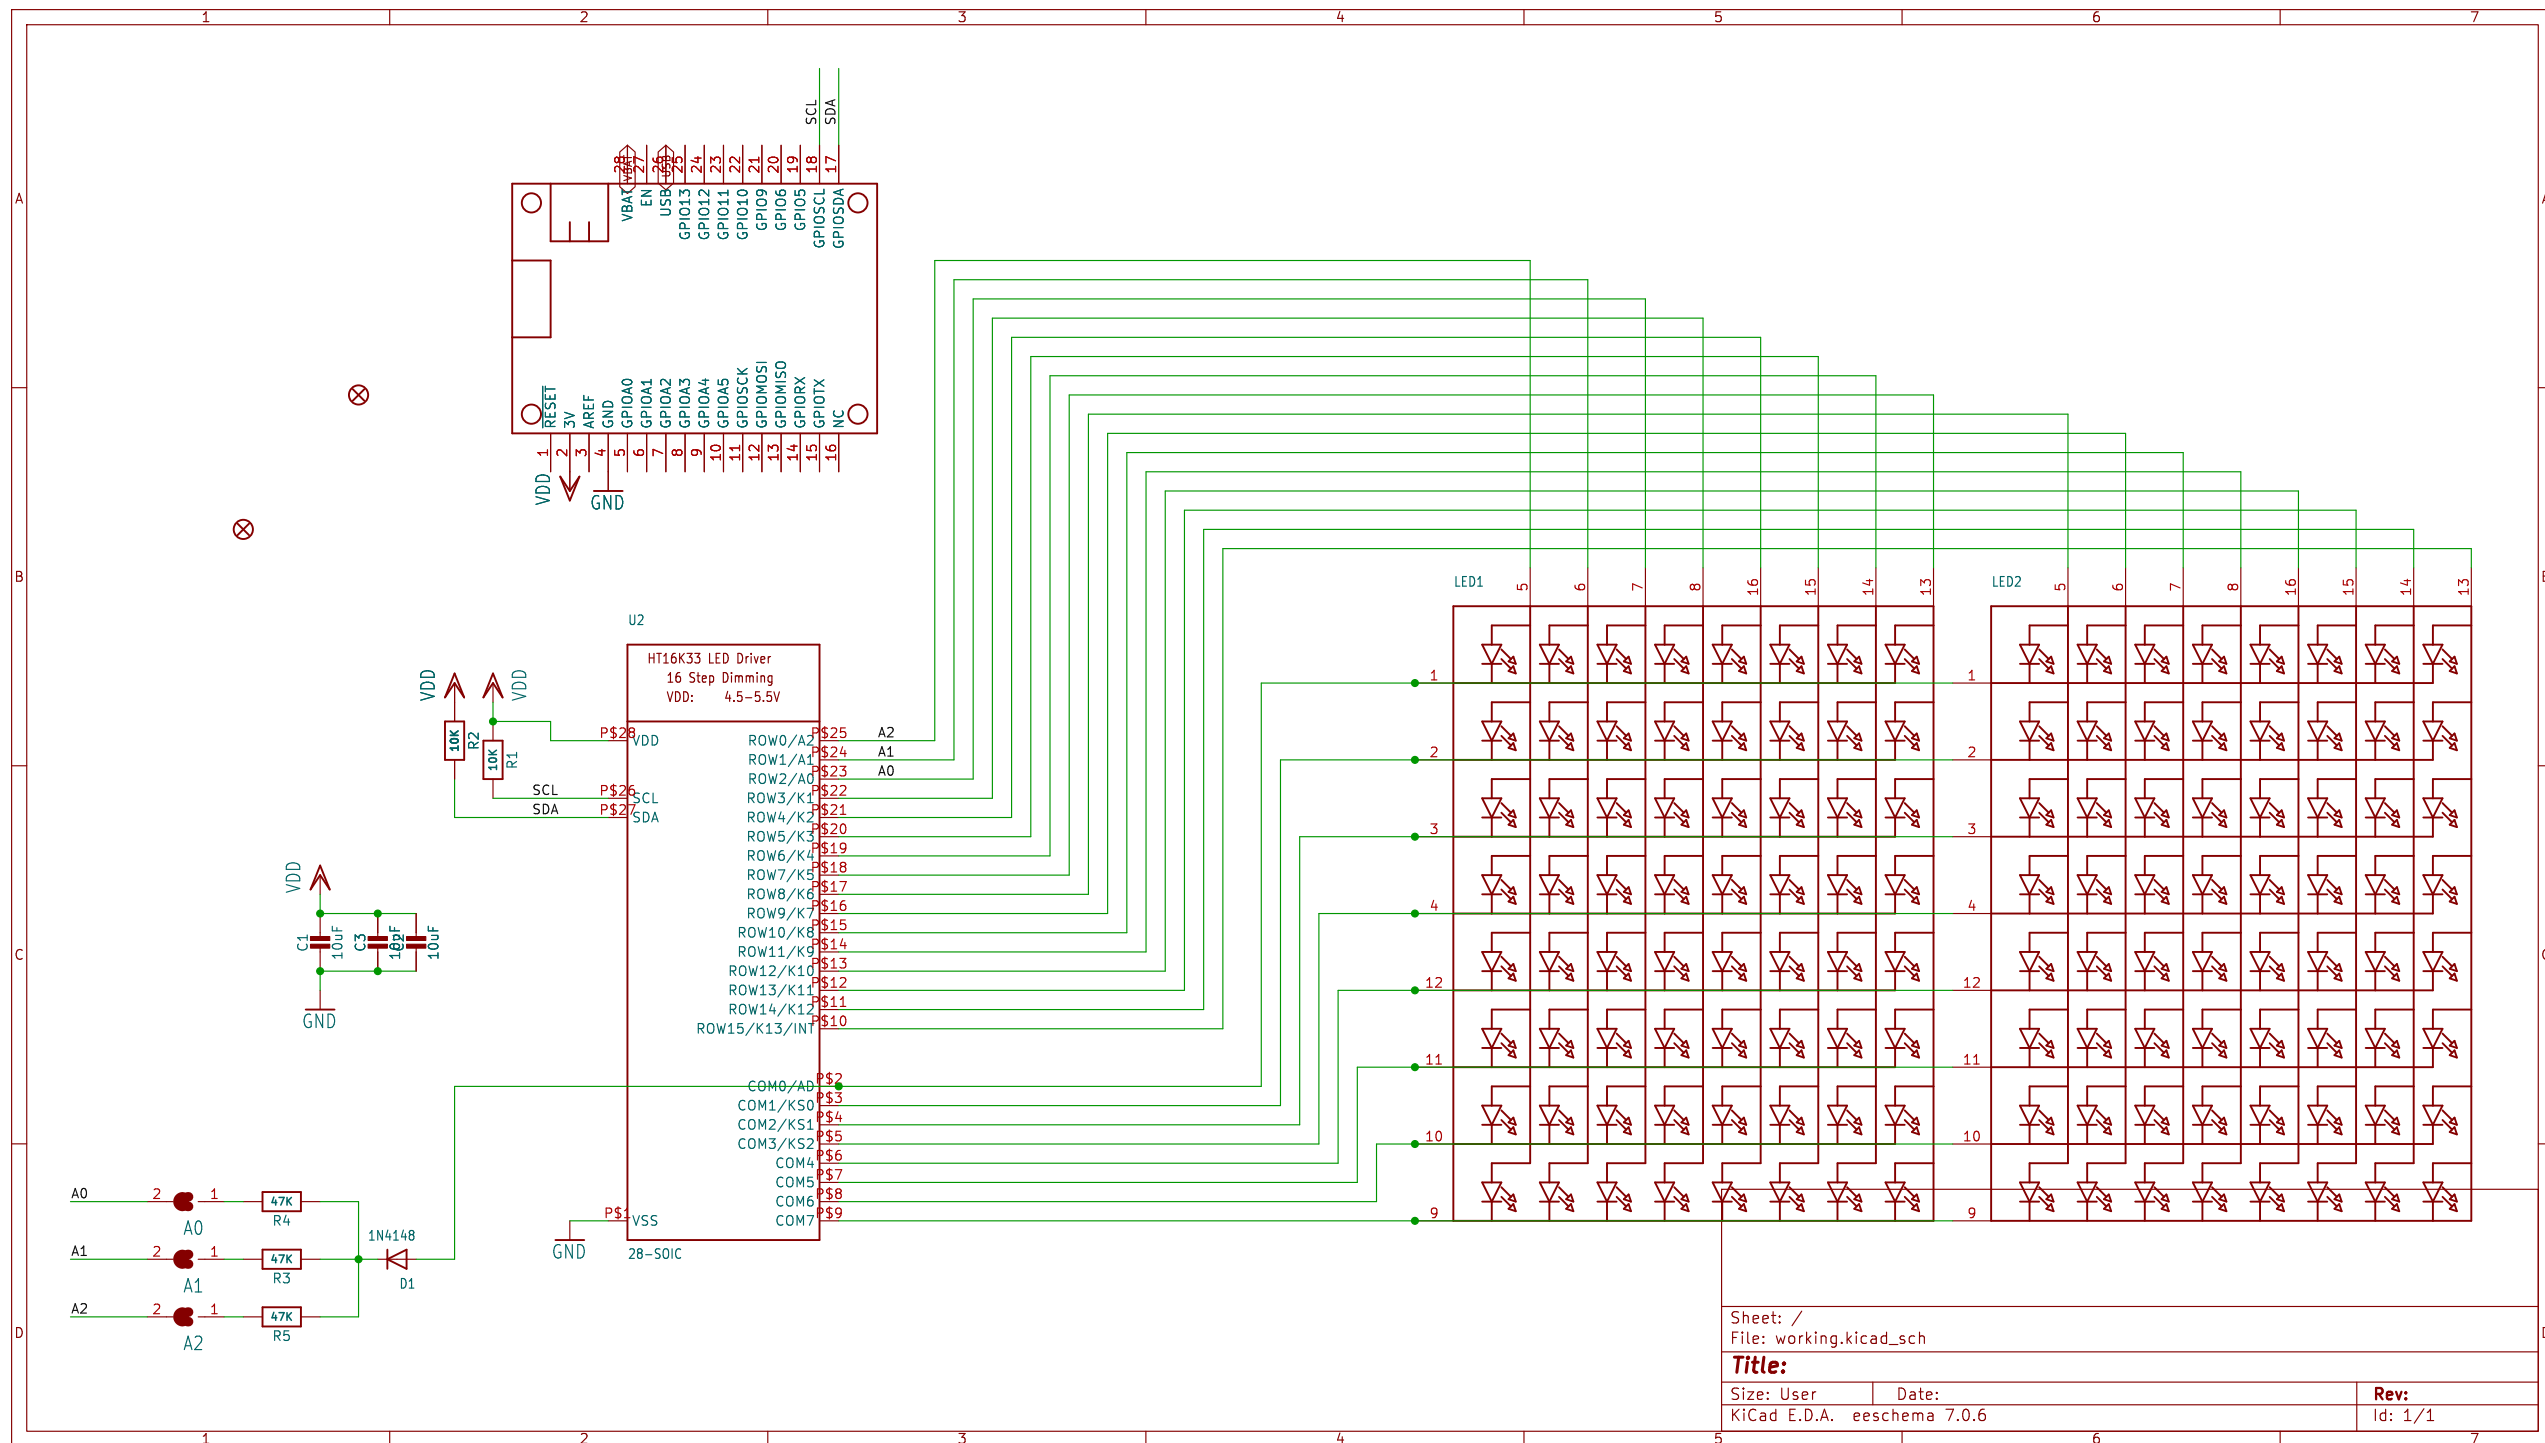 1 2 3 4 5 6 7
A
B
C
D
SCL
SDA
28 27 26 25 24 23 22 21 20 19 18 17
VBAT
USB
VBAT
EN
USB
GPIO13
GPIO12
GPIO11
GPIO10
GPIO9
GPIO6
GPIO5
GPIOSCL
GPIOSDA
RESET
3V
AREF
GND
GPIOA0
GPIOA1
GPIOA2
GPIOA3
GPIOA4
GPIOA5
GPIOSCK
GPIOMOSI
GPIOMISO
GPIORX
GPIOTX
NC
1 2 3 4 5 6 7 8 9 10 11 12 13 14 15 16
VDD
GND
U2
HT16K33 LED Driver
16 Step Dimming
VDD: 4.5-5.5V
VDD
VDD
10K
R2
10K
R1
P$28 VDD
SCL P$26 SCL
SDA P$27 SDA
ROW0/A2 P$25 A2
ROW1/A1 P$24 A1
ROW2/A0 P$23 A0
ROW3/K1 P$22
ROW4/K2 P$21
ROW5/K3 P$20
ROW6/K4 P$19
ROW7/K5 P$18
ROW8/K6 P$17
ROW9/K7 P$16
ROW10/K8 P$15
ROW11/K9 P$14
ROW12/K10 P$13
ROW13/K11 P$12
ROW14/K12 P$11
ROW15/K13/INT P$10
COM0/AD P$2
COM1/KS0 P$3
COM2/KS1 P$4
COM3/KS2 P$5
COM4 P$6
COM5 P$7
COM6 P$8
COM7 P$9
P$1 VSS
GND
28-SOIC
VDD
C1
10uF
C3
10uF
C2
10uF
GND
A0 2 1 47K
A0 R4
A1 2 1 47K
A1 R3
A2 2 1 47K
A2 R5
1N4148
D1
LED1
5 6 7 8 16 15 14 13
1
2
3
4
12
11
10
9
LED2
5 6 7 8 16 15 14 13
1
2
3
4
12
11
10
9
Sheet: /
File: working.kicad_sch
Title:
Size: User Date: Rev:
KiCad E.D.A. eeschema 7.0.6 Id: 1/1
1 2 3 4 5 6 7